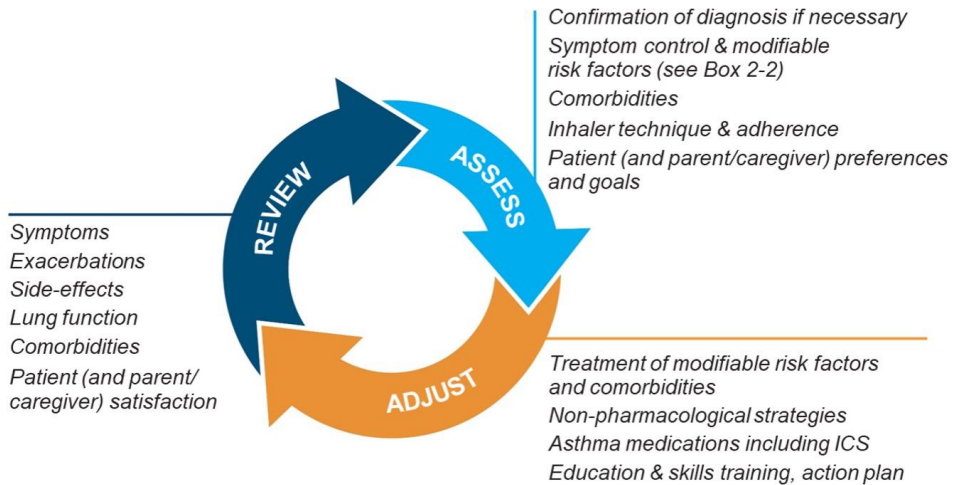 Confirmation of diagnosis if necessary
Symptom control & modifiable
risk factors (see Box 2-2)
Comorbidities
Inhaler technique & adherence
Patient (and parent/caregiver) preferences
and goals
REVIEW
ASSESS
Symptoms
Exacerbations
Side-effects
Lung function
Comorbidities
Patient (and parent/
caregiver) satisfaction
ADJUST
Treatment of modifiable risk factors
and comorbidities
Non-pharmacological strategies
Asthma medications including ICS
Education & skills training, action plan